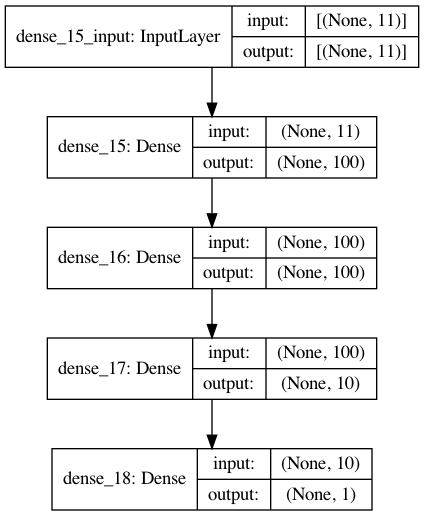 dense_15_input: InputLayer
input: [(None, 11)]
output: [(None, 11)]
dense_15: Dense
input: (None, 11)
output: (None, 100)
dense_16: Dense
input: (None, 100)
output: (None, 100)
dense_17: Dense
input: (None, 100)
output: (None, 10)
dense_18: Dense
input: (None, 10)
output: (None, 1)